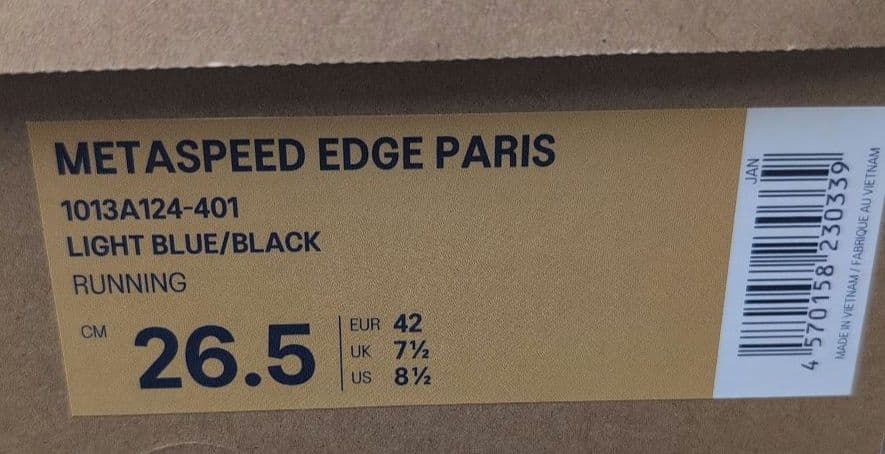 METASPEED EDGE PARIS
1013A124-401
LIGHT BLUE/BLACK
RUNNING
CM 26.5
EUR 42
UK 7½
US 8½
JAN
4 570158 230339
MADE IN VIETNAM / FABRIQUE AU VIETNAM